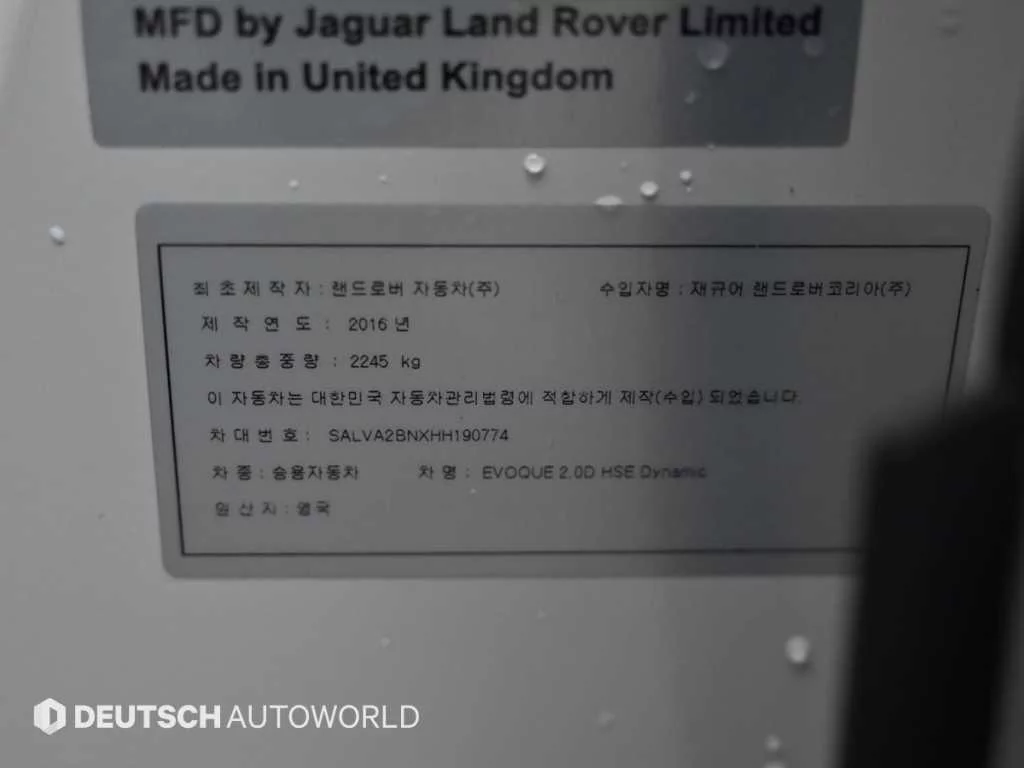 MFD by Jaguar Land Rover Limited
Made in United Kingdom
최초제작자 : 랜드로버 자동차(주) 수입자명 : 재규어 랜드로버코리아(주)
제작연도 : 2016 년
차량총중량 : 2245 kg
이 자동차는 대한민국 자동차관리법령에 적합하게 제작(수입) 되었습니다.
차대번호 : SALVA2BNXHH190774
차종 : 승용자동차 차명 : EVOQUE 2.0D HSE Dynamic
원산지 : 영국
DEUTSCH AUTOWORLD